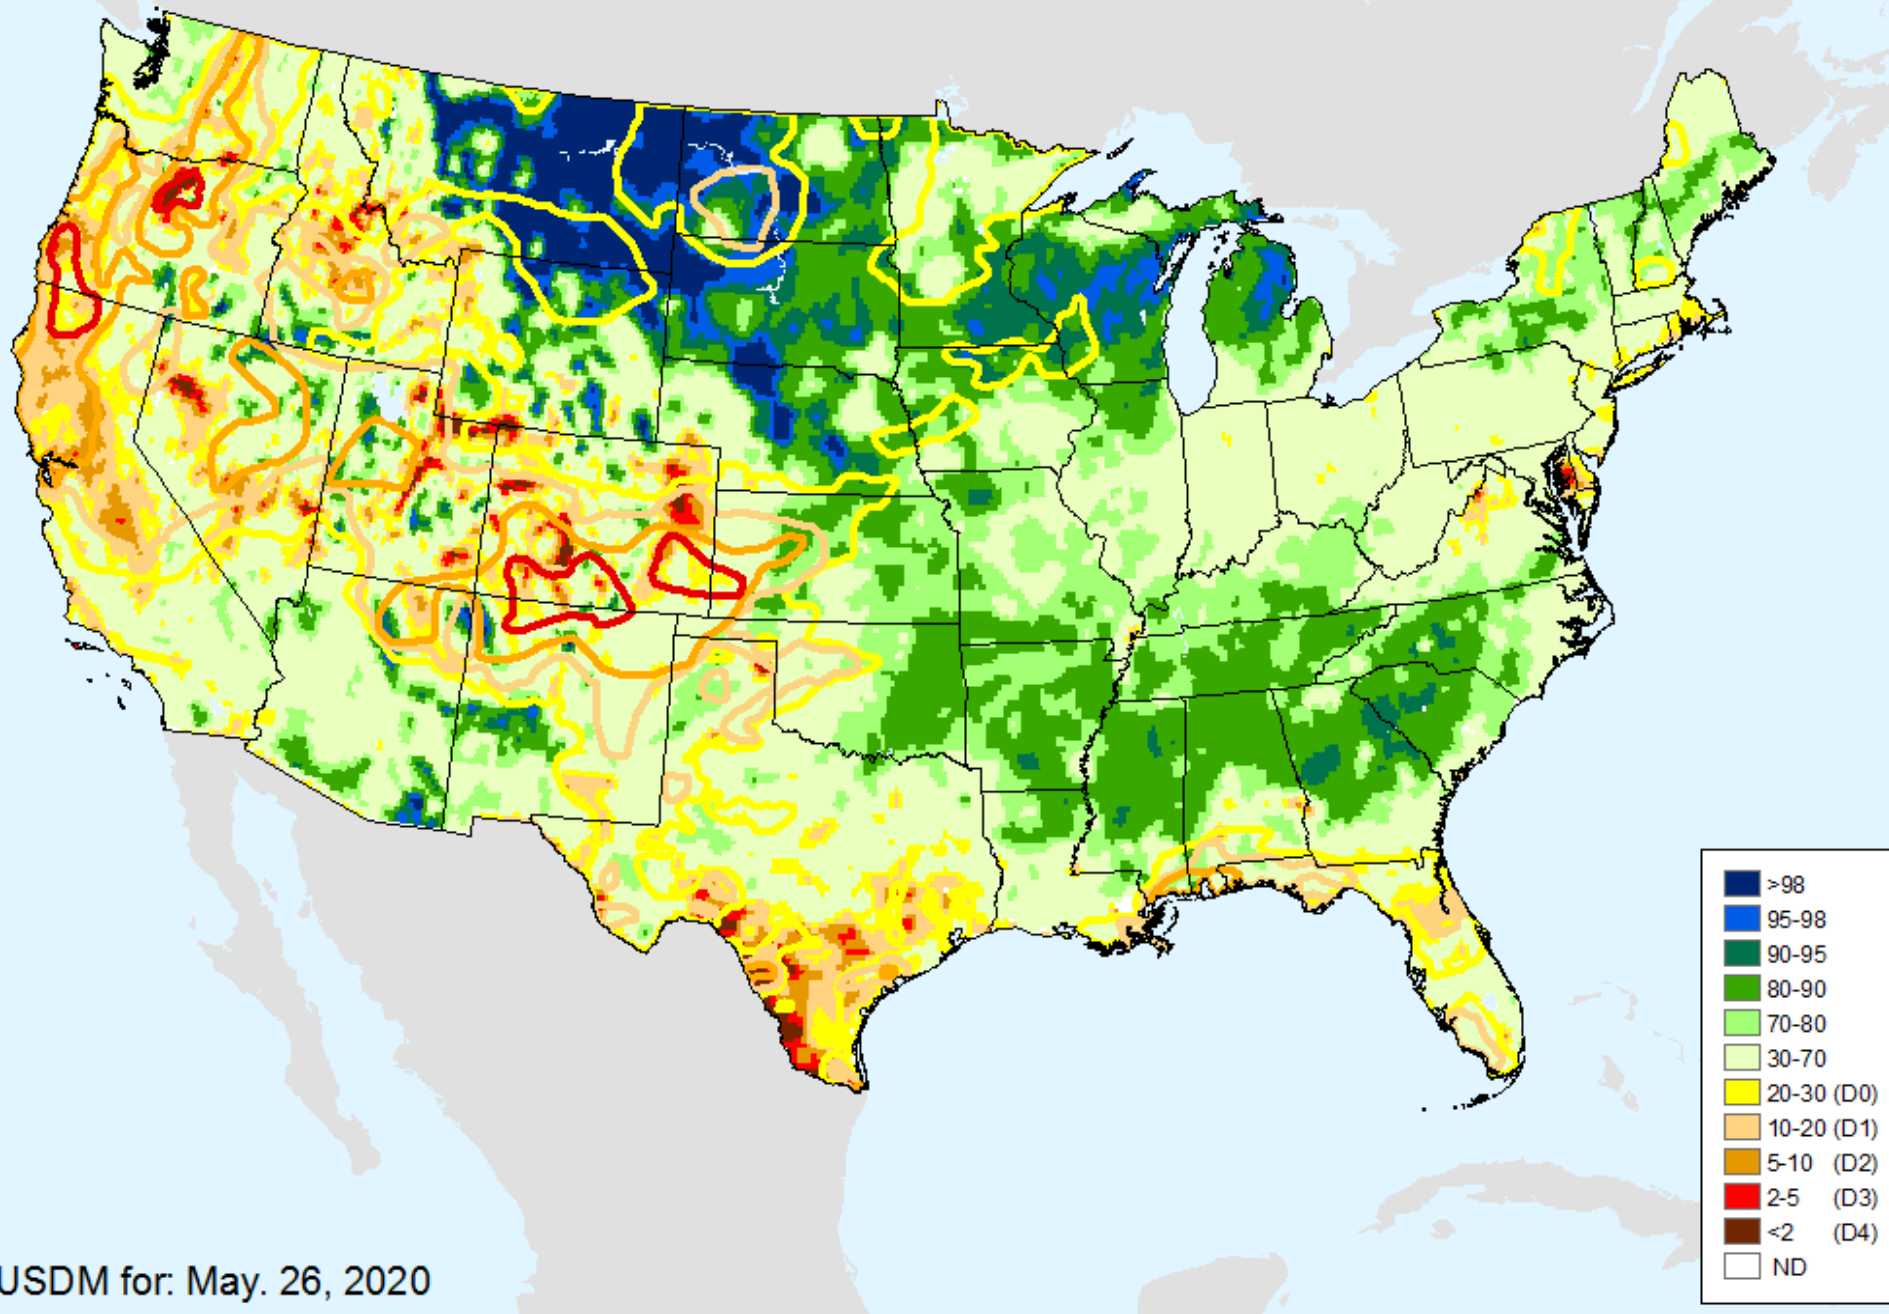 >98
95-98
90-95
80-90
70-80
30-70
20-30 (D0)
10-20 (D1)
5-10 (D2)
2-5 (D3)
<2 (D4)
ND
USDM for: May. 26, 2020